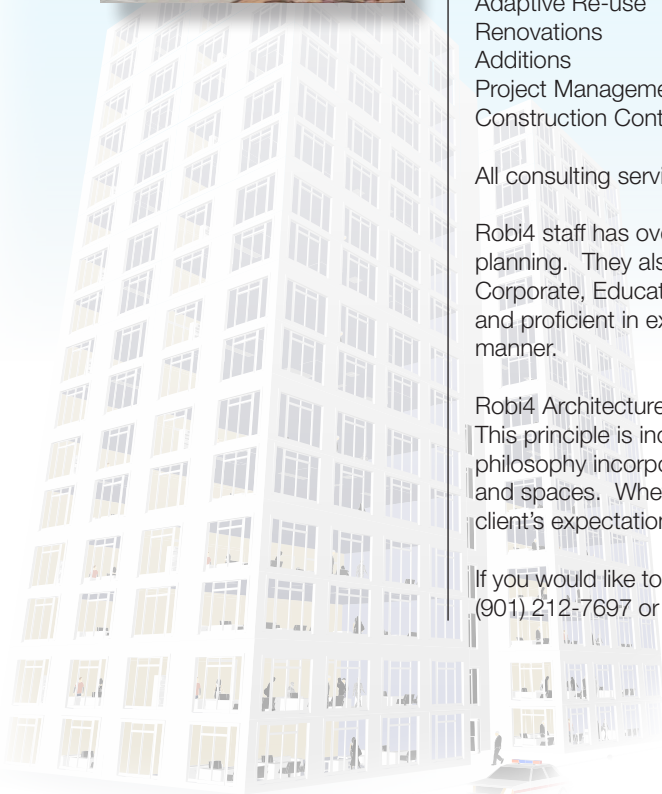 Adaptive Re-use
Renovations
Additions
Project Manageme
Construction Cont
All consulting servi
Robi4 staff has ove
planning.  They als
Corporate, Educat
and proficient in ex
manner.
Robi4 Architecture
This principle is inc
philosophy incorpo
and spaces.  Whe
client's expectation
If you would like to
(901) 212-7697 or